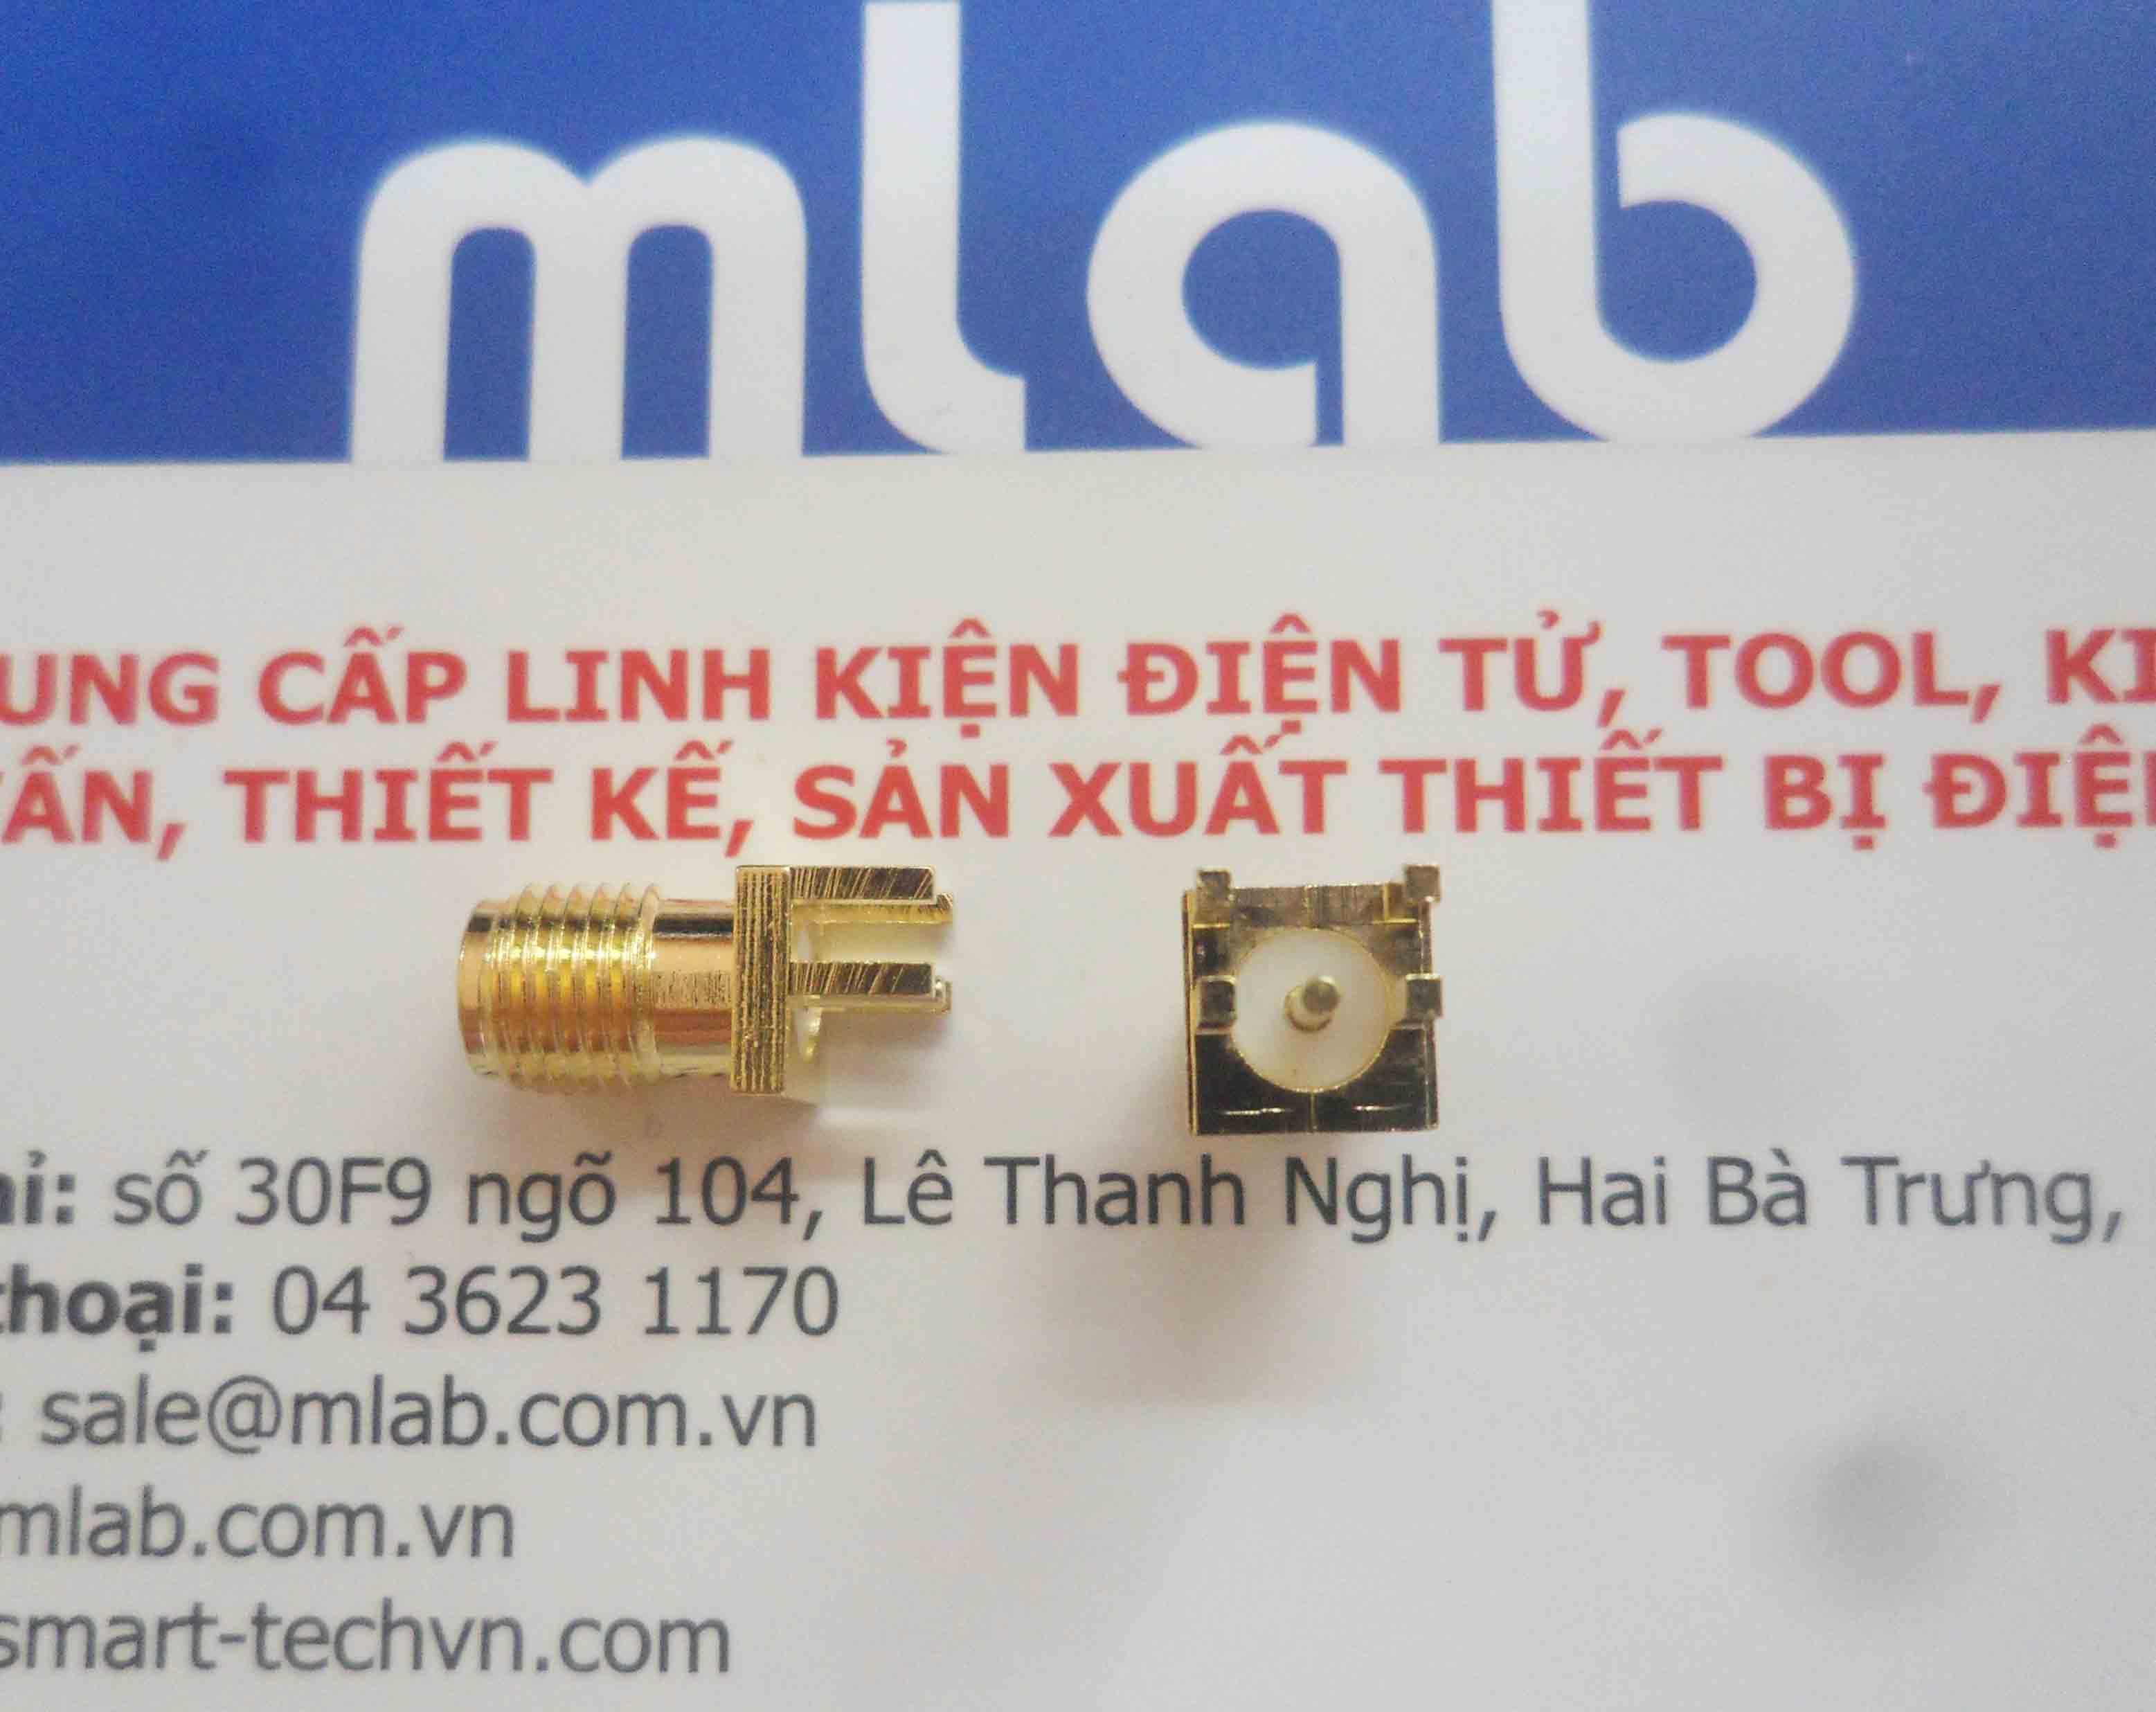 mlab
UNG CẤP LINH KIỆN ĐIỆN TỬ, TOOL, KI
ẤN, THIẾT KẾ, SẢN XUẤT THIẾT BỊ ĐIỆ
hỉ: số 30F9 ngõ 104, Lê Thanh Nghị, Hai Bà Trưng,
thoại: 04 3623 1170
: sale@mlab.com.vn
mlab.com.vn
smart-techvn.com